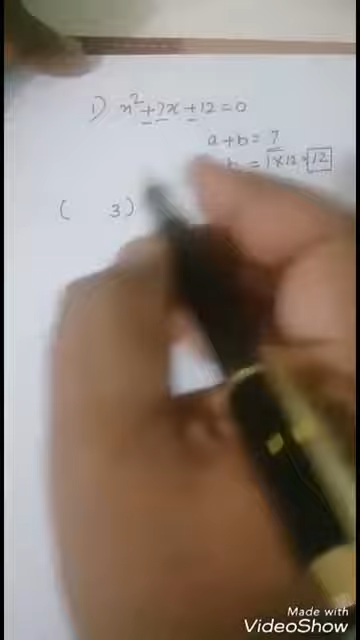 1) x² + 7x + 12 = 0
a + b = 7
b = 1 × 12 = 12
( 3)
Made with
VideoShow